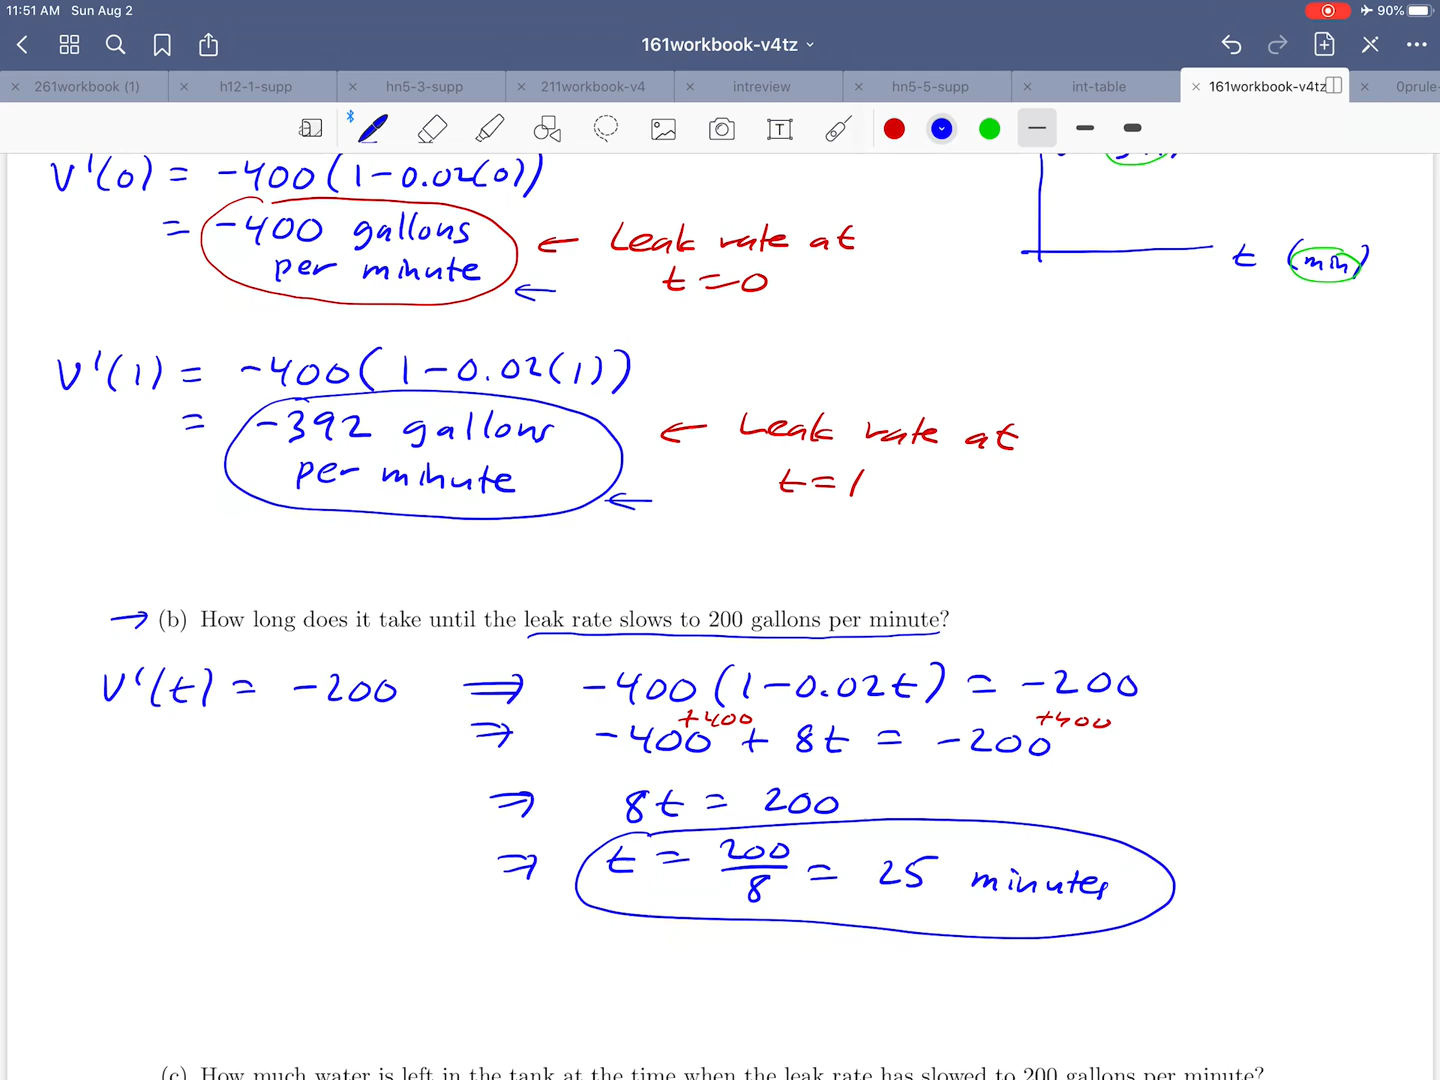 11:51 AM Sun Aug 2
90%
161workbook-v4tz
261workbook (1)
h12-1-supp
hn5-3-supp
211workbook-v4
intreview
hn5-5-supp
int-table
161workbook-v4tz
0prule-
V'(0) = -400(1-0.02(0))
= -400 gallons
per minute
← Leak rate at
t=0
t (min)
V'(1) = -400(1-0.02(1))
= -392 gallons
per minute
← Leak rate at
t=1
→ (b) How long does it take until the leak rate slows to 200 gallons per minute?
V'(t) = -200 ⇒ -400(1-0.02t) = -200
+400 +400
⇒ -400 + 8t = -200
⇒ 8t = 200
⇒ t = 200/8 = 25 minutes
(c) How much water is left in the tank at the time when the leak rate has slowed to 200 gallons per minute?